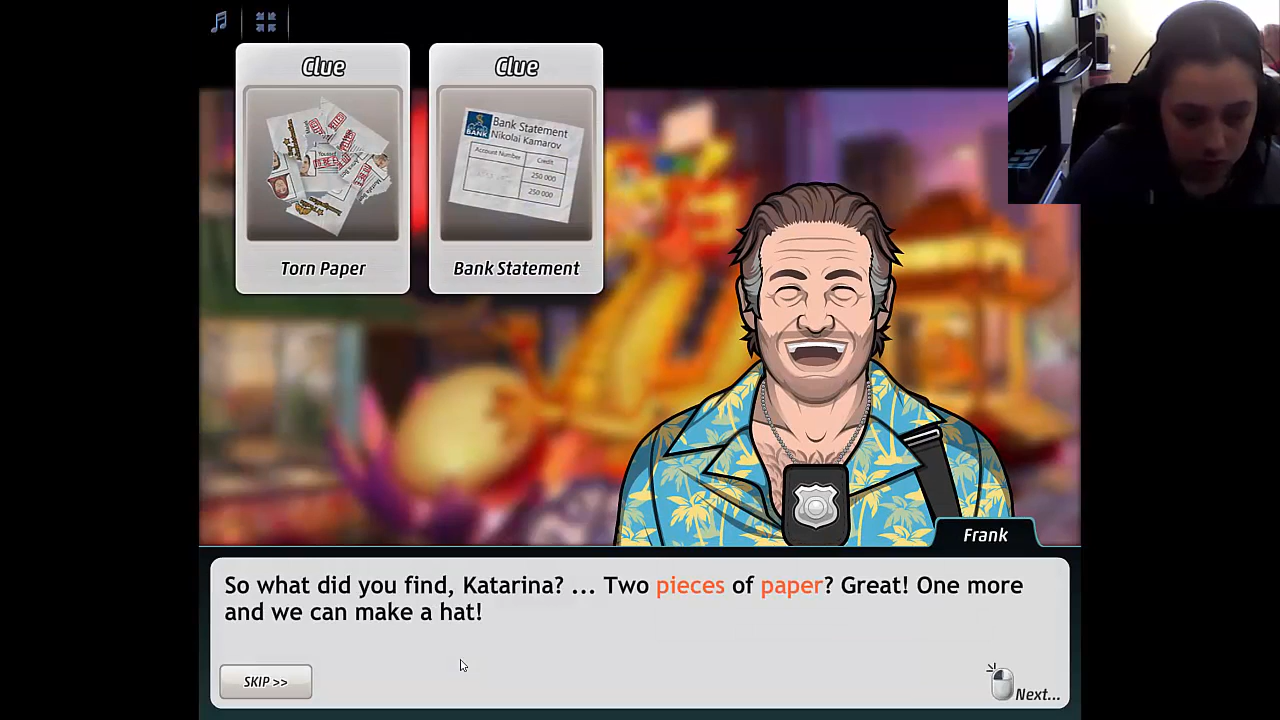 Clue
Clue
BANK
Bank Statement
Nikolai Kamarov
Account Number
Credit
250 000
250 000
Torn Paper
Bank Statement
Frank
So what did you find, Katarina? ... Two pieces of paper? Great! One more
and we can make a hat!
SKIP >>
Next...